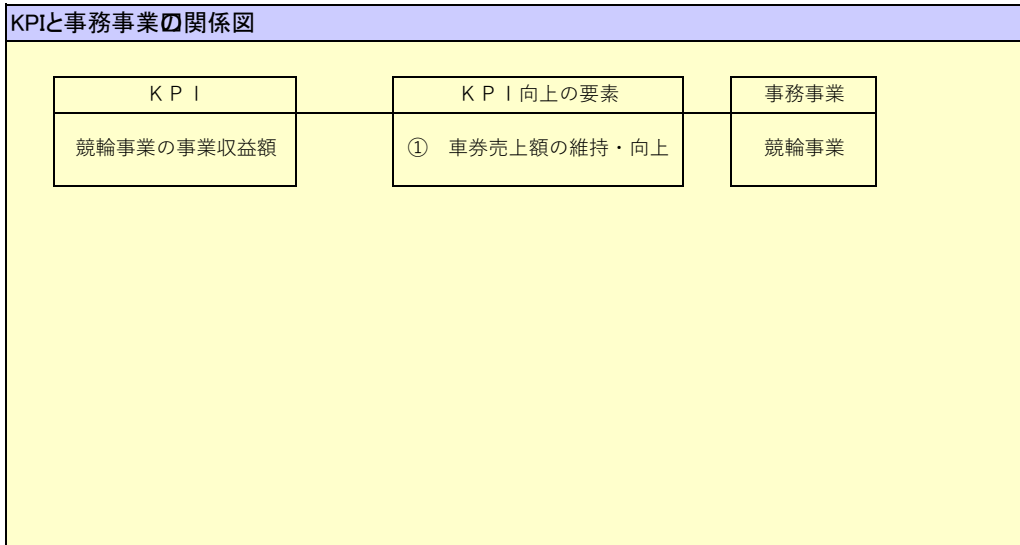 KPIと事務事業の関係図
ＫＰＩ
競輪事業の事業収益額
ＫＰＩ向上の要素
①　車券売上額の維持・向上
事務事業
競輪事業